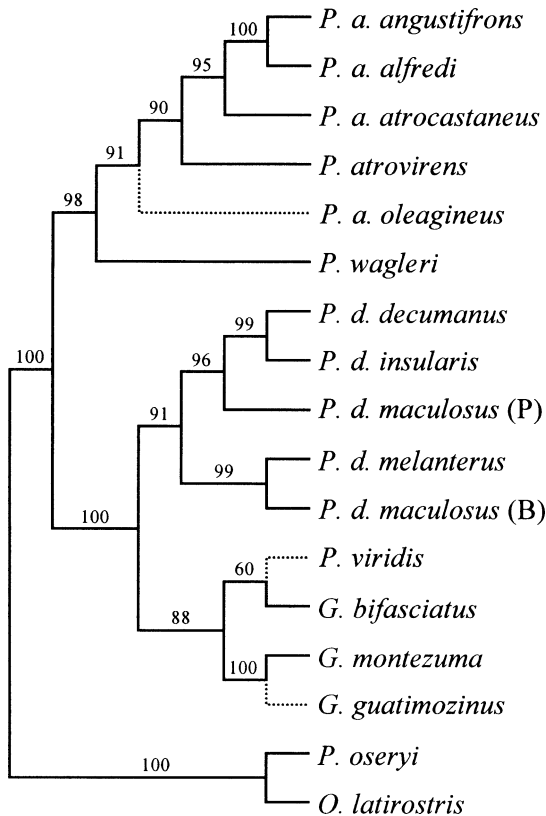 P. a. angustifrons
100
P. a. alfredi
95
P. a. atrocastaneus
90
P. atrovirens
91
P. a. oleagineus
98
P. wagleri
P. d. decumanus
99
P. d. insularis
100
96
P. d. maculosus (P)
91
P. d. melanterus
99
P. d. maculosus (B)
100
P. viridis
60
G. bifasciatus
88
G. montezuma
100
G. guatimozinus
P. oseryi
100
O. latirostris